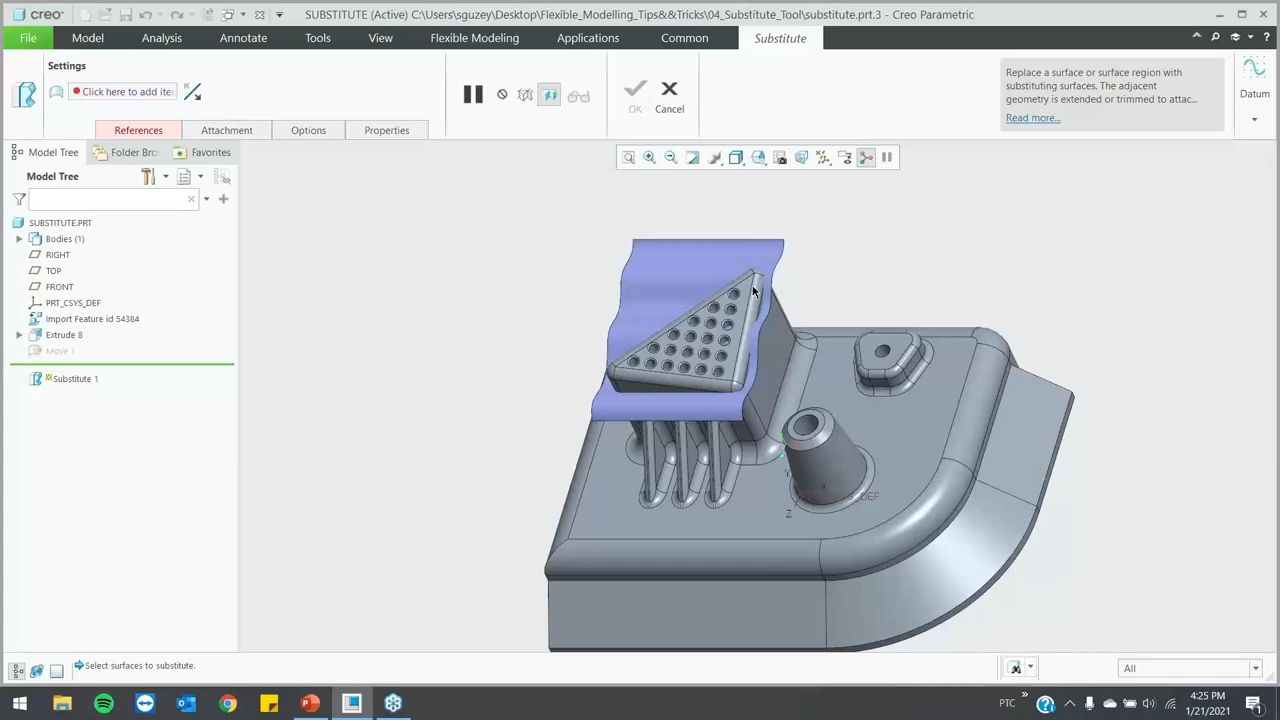 creo
SUBSTITUTE (Active) C:\Users\sguzey\Desktop\Flexible_Modelling_Tips&&Tricks\04_Substitute_Tool\substitute.prt.3 - Creo Parametric
File Model Analysis Annotate Tools View Flexible Modeling Applications Common Substitute
Settings
Click here to add iter
OK
Cancel
Replace a surface or surface region with
substituting surfaces. The adjacent
geometry is extended or trimmed to attac...
Read more...
Datum
References Attachment Options Properties
Model Tree Folder Bro Favorites
Model Tree
SUBSTITUTE.PRT
Bodies (1)
RIGHT
TOP
FRONT
PRT_CSYS_DEF
Import Feature id 54384
Extrude 8
Move 1
Substitute 1
Y
X
_DEF
Z
Select surfaces to substitute.
All
PTC
4:25 PM
1/21/2021